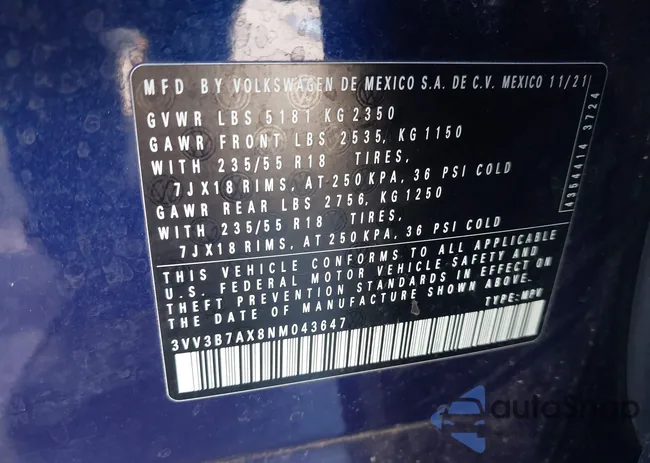 MFD BY VOLKSWAGEN DE MEXICO S.A. DE C.V. MEXICO 11/21
GVWR LBS 5181 KG 2350
GAWR FRONT LBS 2535, KG 1150
WITH 235/55 R18 TIRES,
7JX18 RIMS, AT 250 KPA, 36 PSI COLD
GAWR REAR LBS 2756, KG 1250
WITH 235/55 R18 TIRES,
7JX18 RIMS, AT 250 KPA, 36 PSI COLD
THIS VEHICLE CONFORMS TO ALL APPLICABLE
U.S. FEDERAL MOTOR VEHICLE SAFETY AND
THEFT PREVENTION STANDARDS IN EFFECT ON
THE DATE OF MANUFACTURE SHOWN ABOVE.
3VV3B7AX8NM043647 TYPE: MPV
4954414 3724
autoSnap